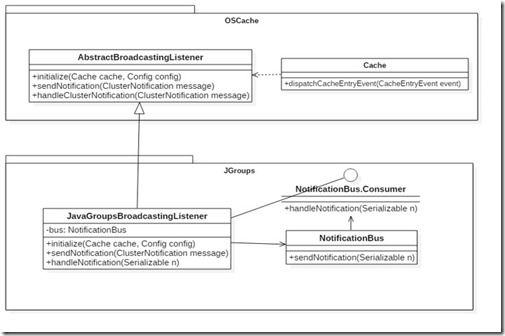 OSCache
AbstractBroadcastingListener
+initialize(Cache cache, Config config)
+sendNotification(ClusterNotification message)
+handleClusterNotification(ClusterNotification message)
Cache
+dispatchCacheEntryEvent(CacheEntryEvent event)
JGroups
JavaGroupsBroadcastingListener
-bus: NotificationBus
+initialize(Cache cache, Config config)
+sendNotification(ClusterNotification message)
+handleNotification(Serializable n)
NotificationBus.Consumer
+handleNotification(Serializable n)
NotificationBus
+sendNotification(Serializable n)